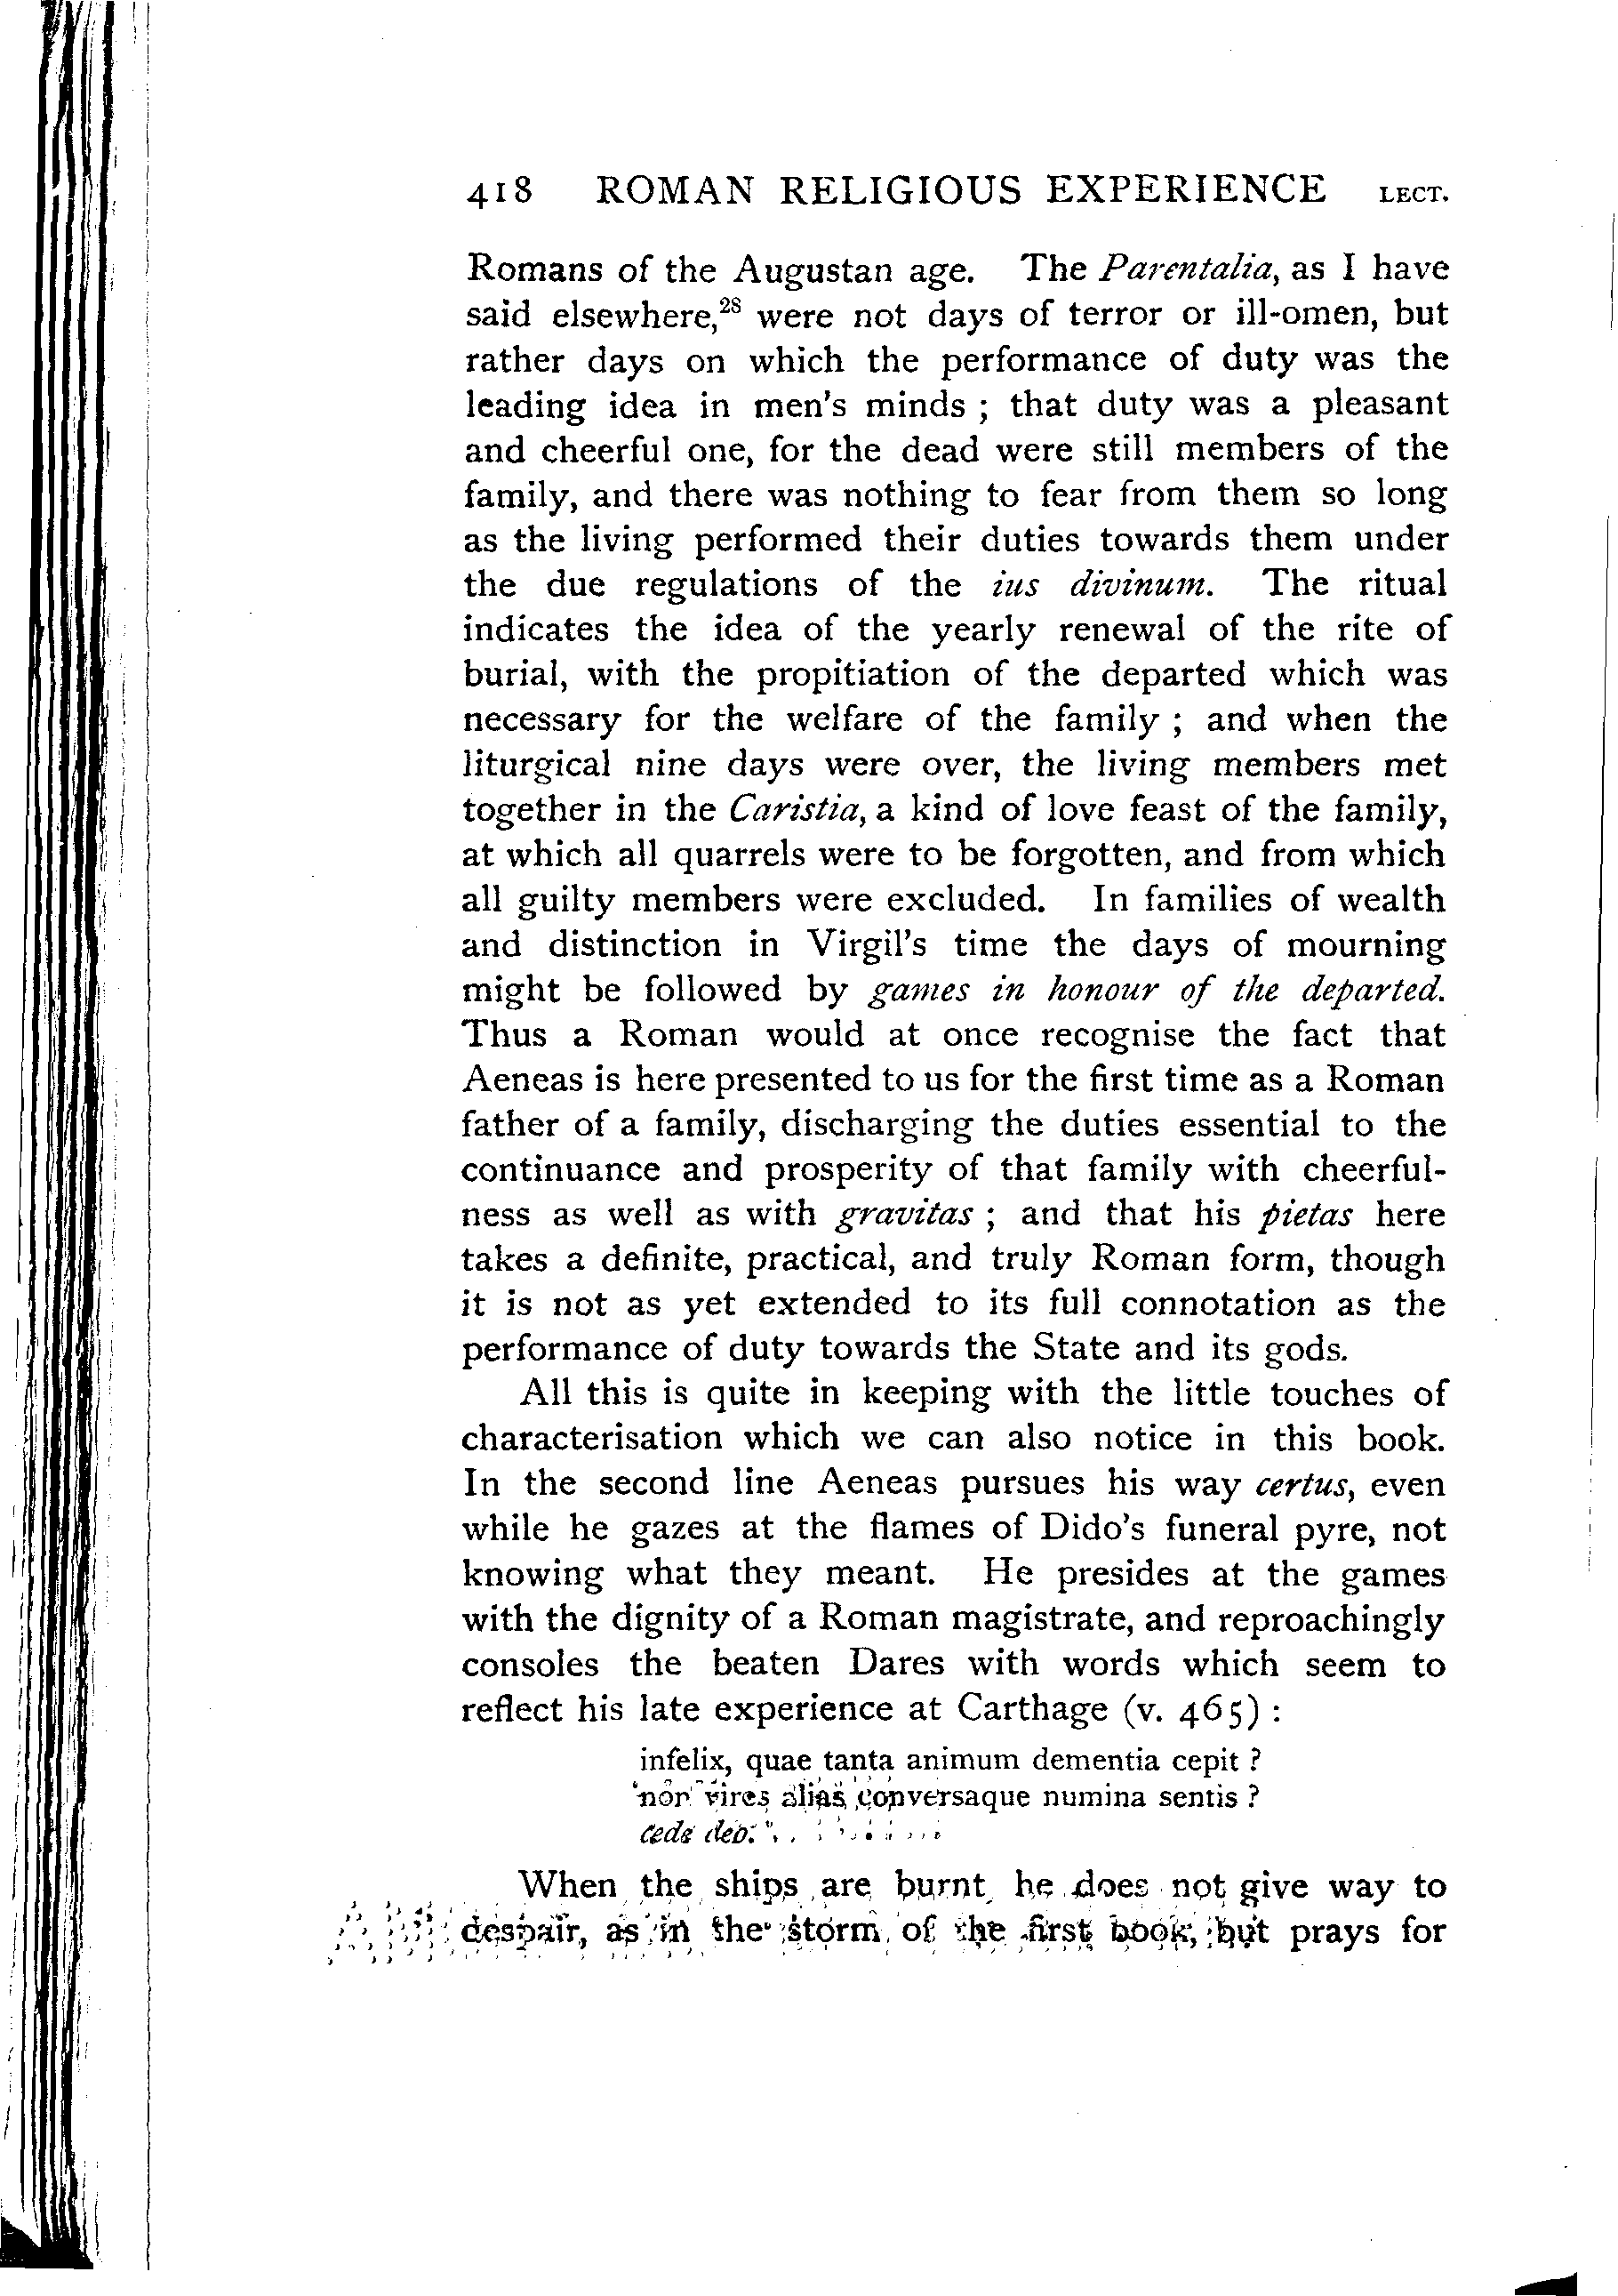 418 ROMAN RELIGIOUS EXPERIENCE LECT.
Romans of the Augustan age. The Parentalia, as I have
said elsewhere,²⁸ were not days of terror or ill-omen, but
rather days on which the performance of duty was the
leading idea in men's minds ; that duty was a pleasant
and cheerful one, for the dead were still members of the
family, and there was nothing to fear from them so long
as the living performed their duties towards them under
the due regulations of the ius divinum. The ritual
indicates the idea of the yearly renewal of the rite of
burial, with the propitiation of the departed which was
necessary for the welfare of the family ; and when the
liturgical nine days were over, the living members met
together in the Caristia, a kind of love feast of the family,
at which all quarrels were to be forgotten, and from which
all guilty members were excluded. In families of wealth
and distinction in Virgil's time the days of mourning
might be followed by games in honour of the departed.
Thus a Roman would at once recognise the fact that
Aeneas is here presented to us for the first time as a Roman
father of a family, discharging the duties essential to the
continuance and prosperity of that family with cheerful-
ness as well as with gravitas ; and that his pietas here
takes a definite, practical, and truly Roman form, though
it is not as yet extended to its full connotation as the
performance of duty towards the State and its gods.
All this is quite in keeping with the little touches of
characterisation which we can also notice in this book.
In the second line Aeneas pursues his way certus, even
while he gazes at the flames of Dido's funeral pyre, not
knowing what they meant. He presides at the games
with the dignity of a Roman magistrate, and reproachingly
consoles the beaten Dares with words which seem to
reflect his late experience at Carthage (v. 465) :
infelix, quae tanta animum dementia cepit ?
non vires alias conversaque numina sentis ?
cede deo.
When the ships are burnt he does not give way to
despair, as in the storm of the first book, but prays for